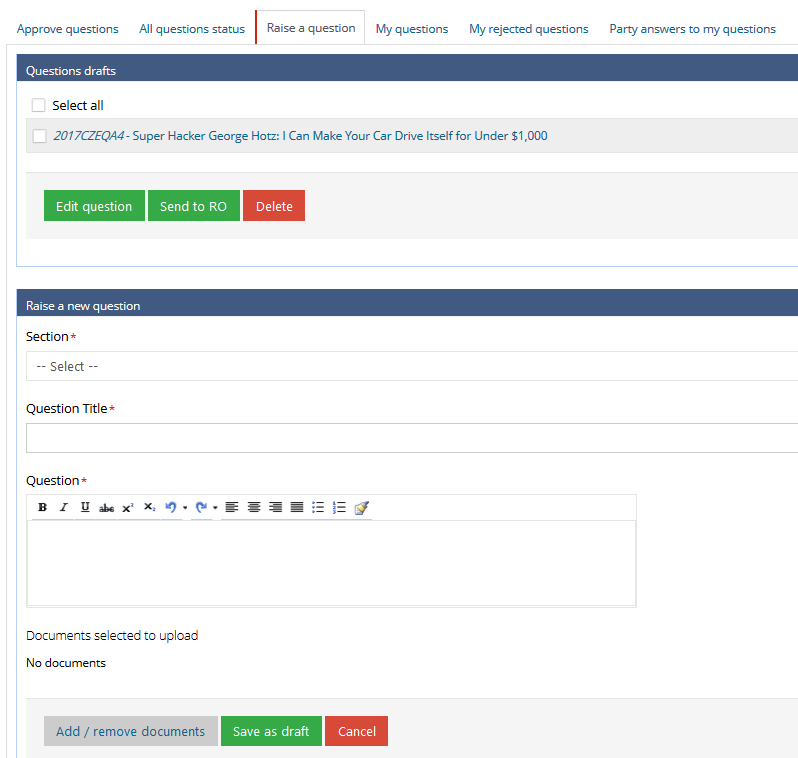 Approve questions All questions status Raise a question My questions My rejected questions Party answers to my questions
Questions drafts
Select all
2017CZEQA4 - Super Hacker George Hotz: I Can Make Your Car Drive Itself for Under $1,000
Edit question Send to RO Delete
Raise a new question
Section*
-- Select --
Question Title*
Question*
B I U abc x² x₂
Documents selected to upload
No documents
Add / remove documents Save as draft Cancel